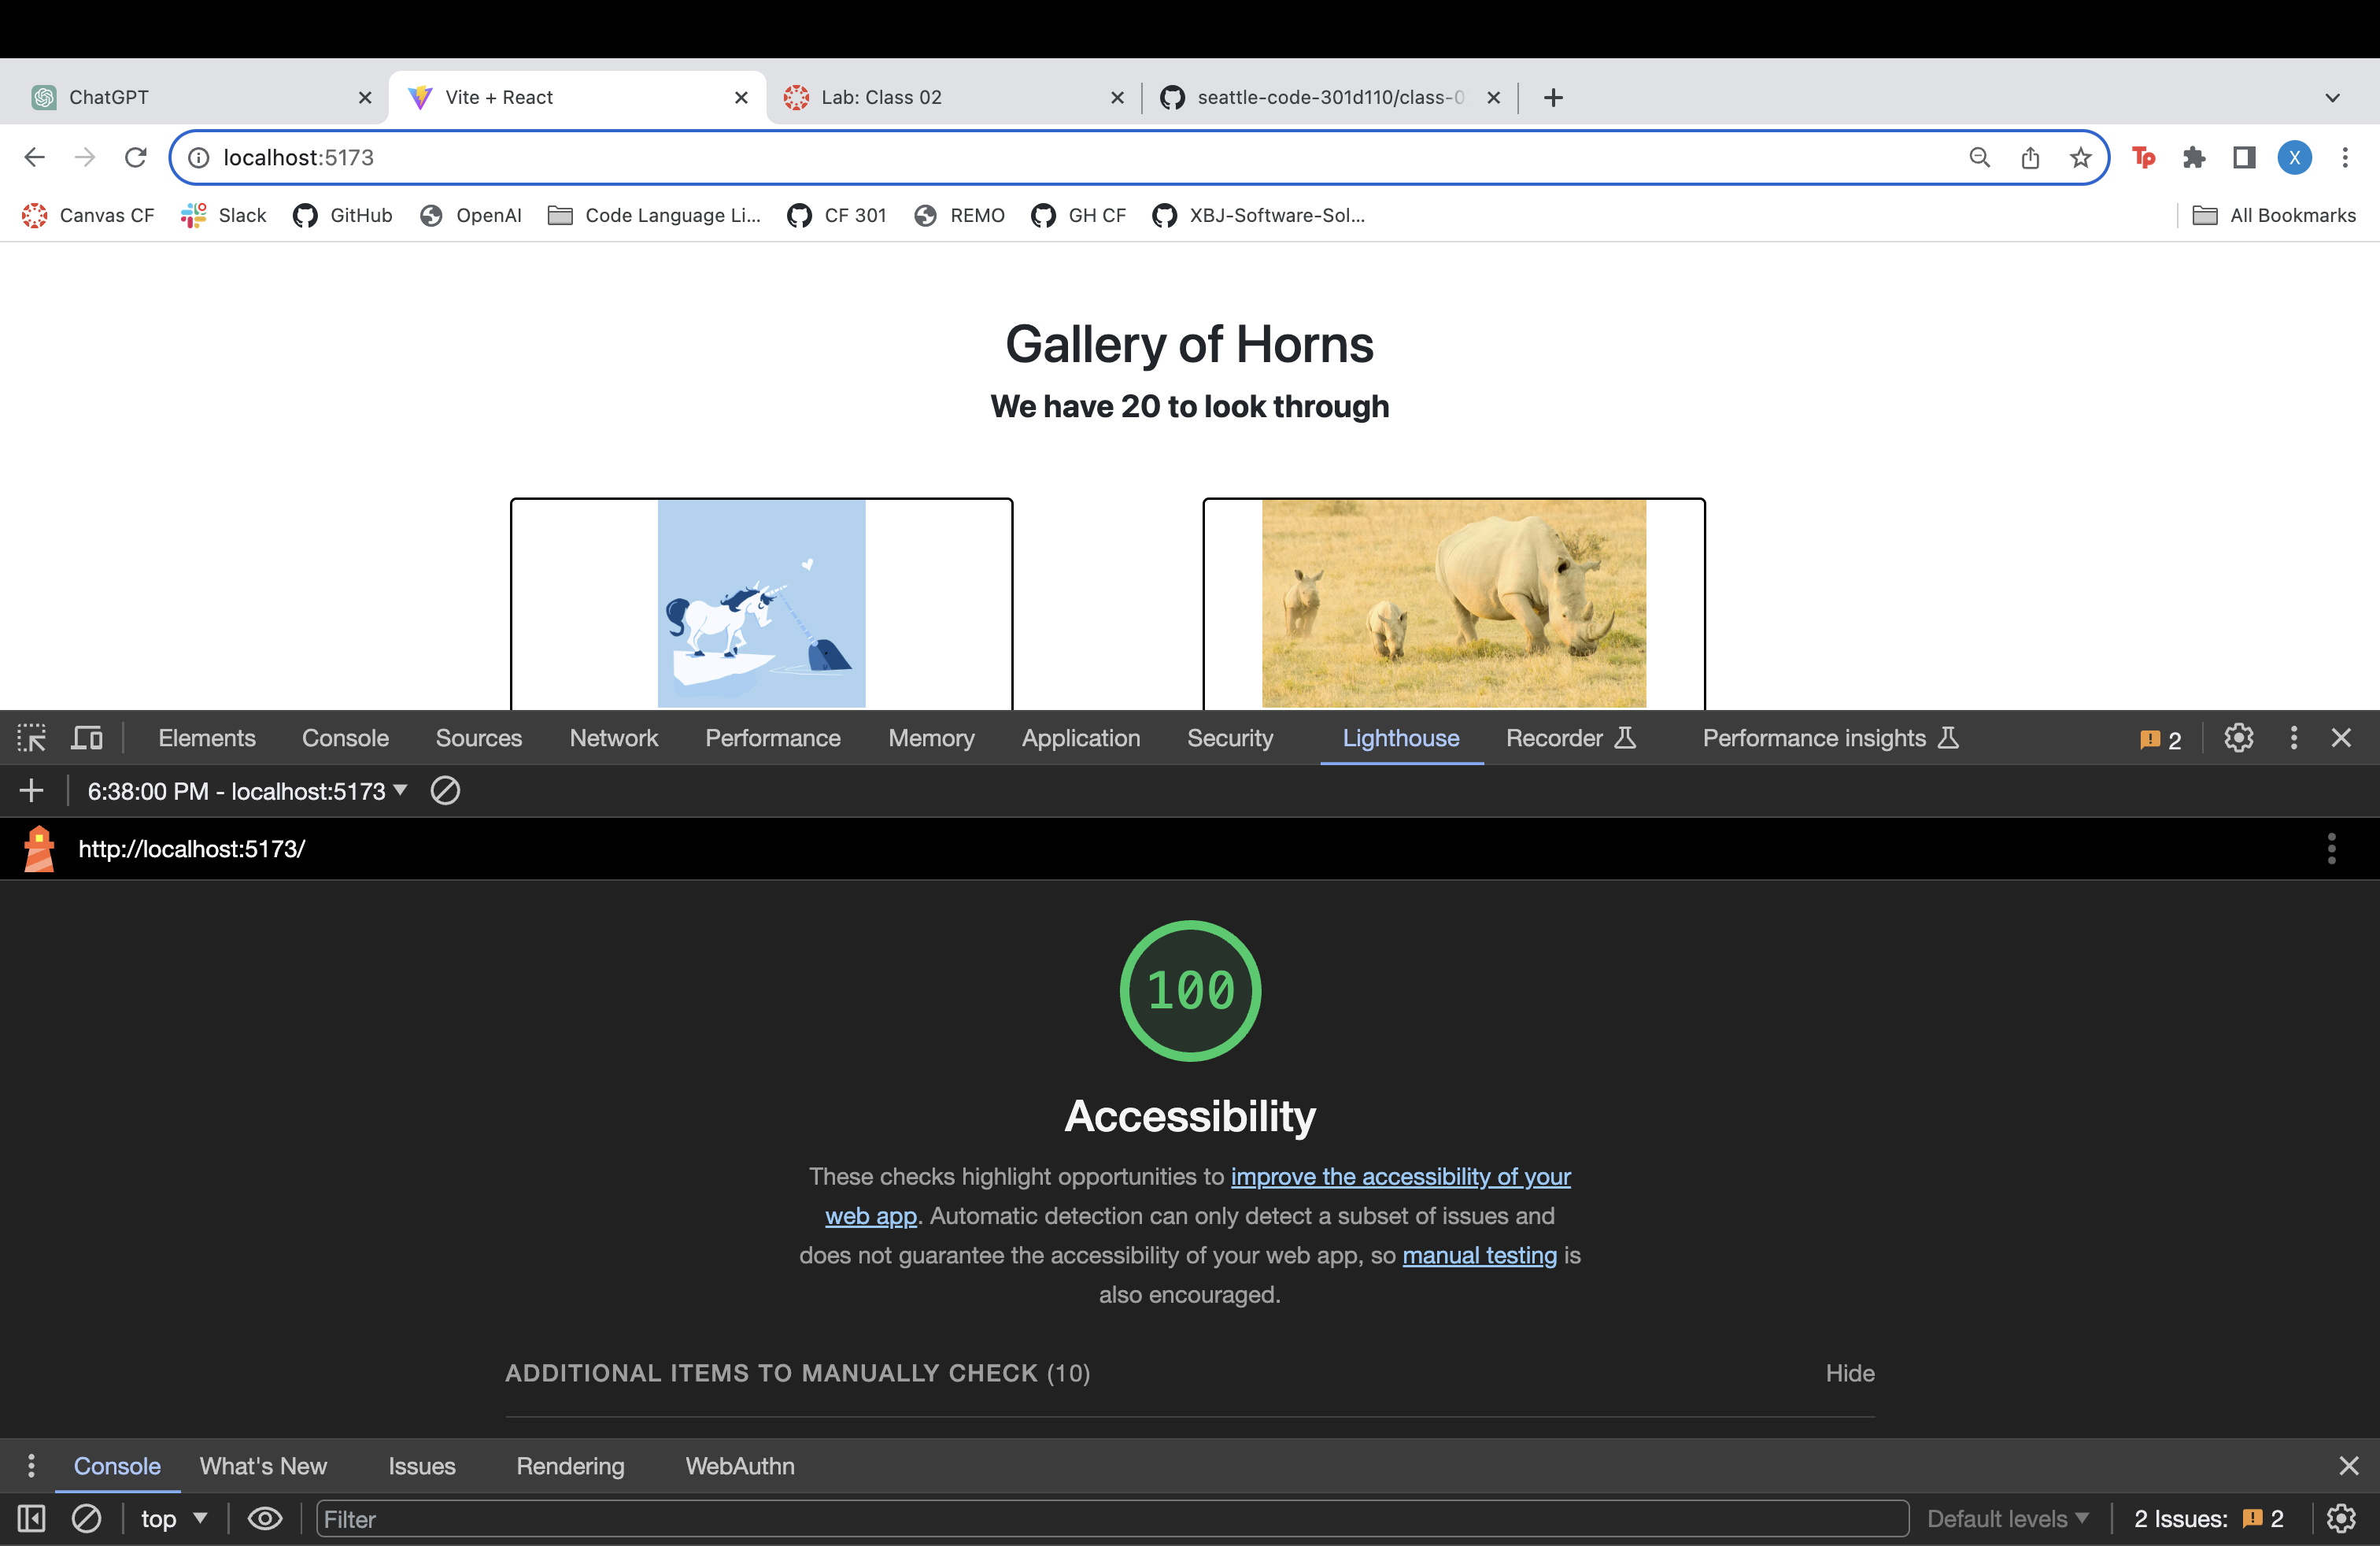 ChatGPT
Vite + React
Lab: Class 02
seattle-code-301d110/class-0
localhost:5173
Tp
X
Canvas CF
Slack
GitHub
OpenAI
Code Language Li...
CF 301
REMO
GH CF
XBJ-Software-Sol...
All Bookmarks
Gallery of Horns
We have 20 to look through
Elements
Console
Sources
Network
Performance
Memory
Application
Security
Lighthouse
Recorder
Performance insights
2
6:38:00 PM - localhost:5173
http://localhost:5173/
100
Accessibility
These checks highlight opportunities to improve the accessibility of your
web app. Automatic detection can only detect a subset of issues and
does not guarantee the accessibility of your web app, so manual testing is
also encouraged.
ADDITIONAL ITEMS TO MANUALLY CHECK (10)
Hide
Console
What's New
Issues
Rendering
WebAuthn
top
Filter
Default levels
2 Issues:
2